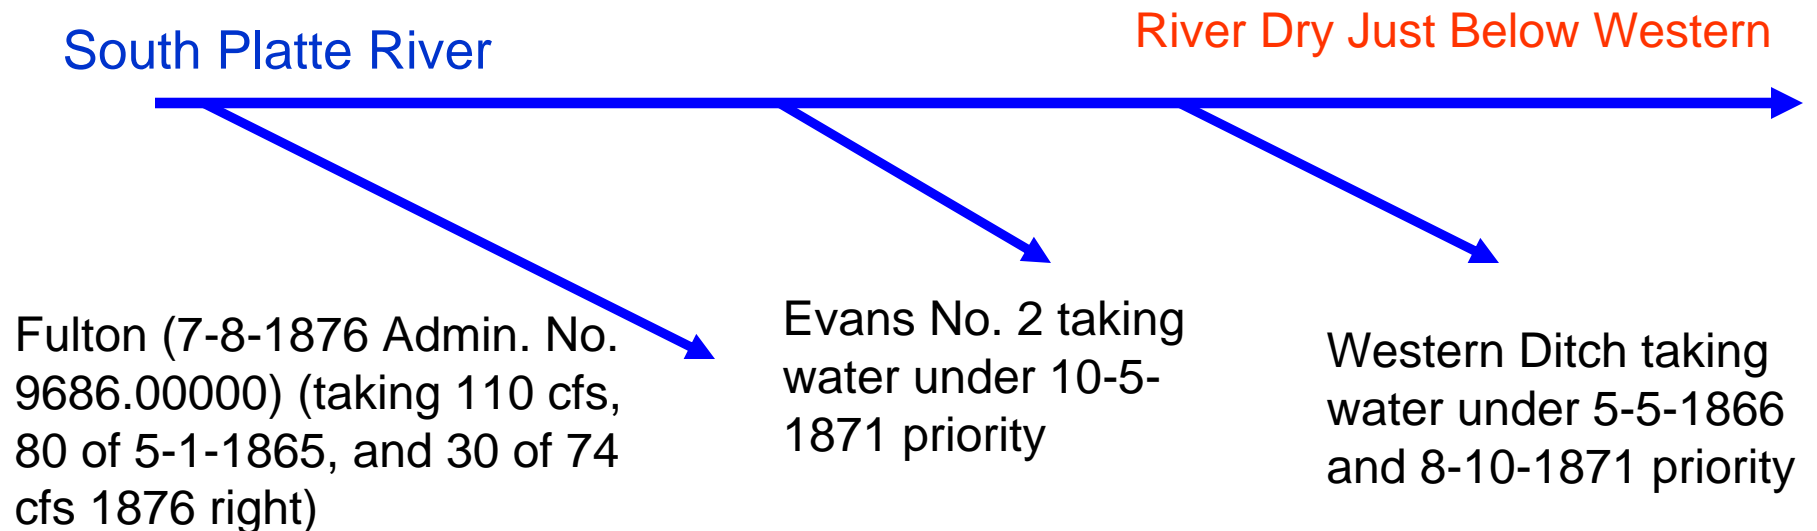 South Platte River
River Dry Just Below Western
Fulton (7-8-1876 Admin. No.
9686.00000) (taking 110 cfs,
80 of 5-1-1865, and 30 of 74
cfs 1876 right)
Evans No. 2 taking
water under 10-5-
1871 priority
Western Ditch taking
water under 5-5-1866
and 8-10-1871 priority